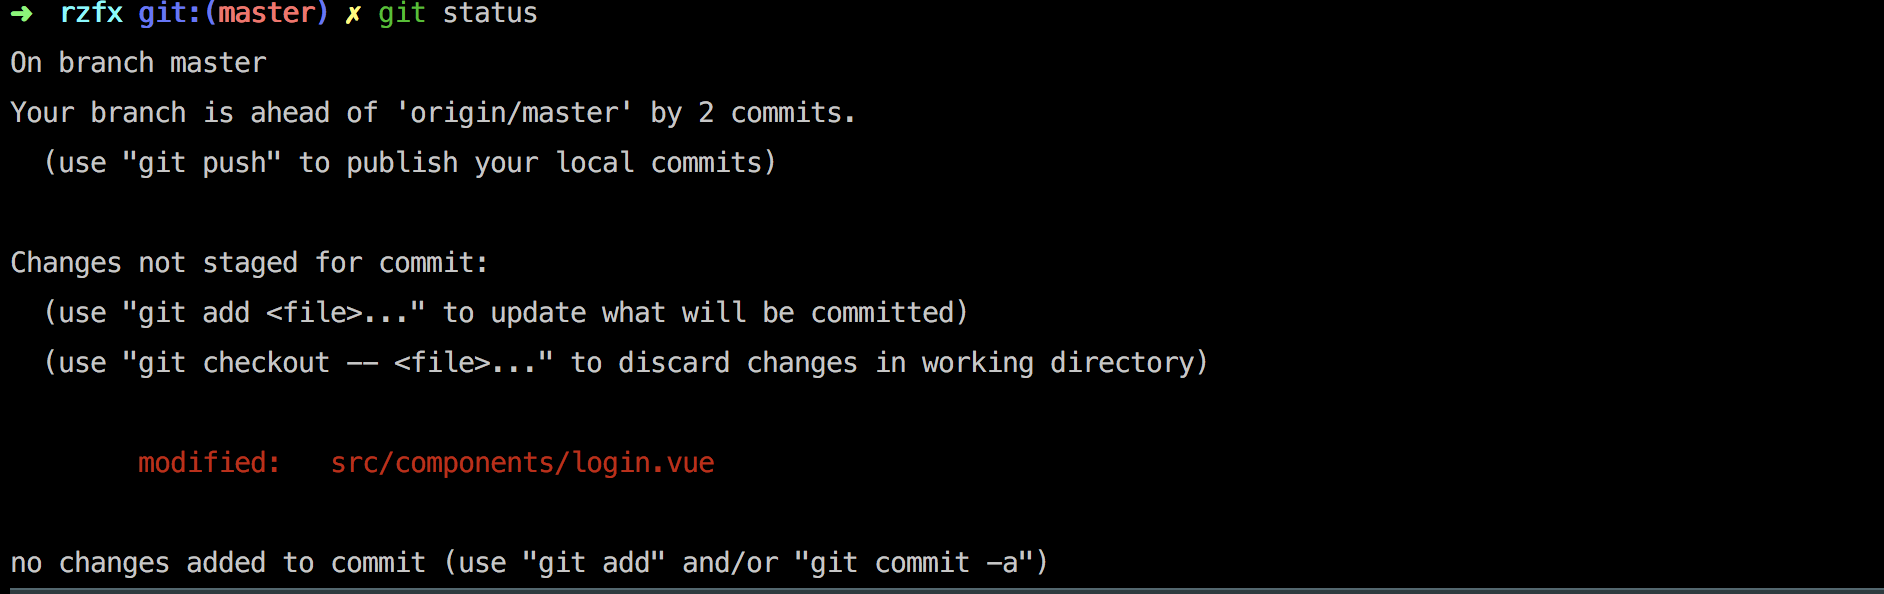 ➜ rzfx git:(master) ✗ git status
On branch master
Your branch is ahead of 'origin/master' by 2 commits.
(use "git push" to publish your local commits)
Changes not staged for commit:
(use "git add <file>..." to update what will be committed)
(use "git checkout -- <file>..." to discard changes in working directory)
modified: src/components/login.vue
no changes added to commit (use "git add" and/or "git commit -a")